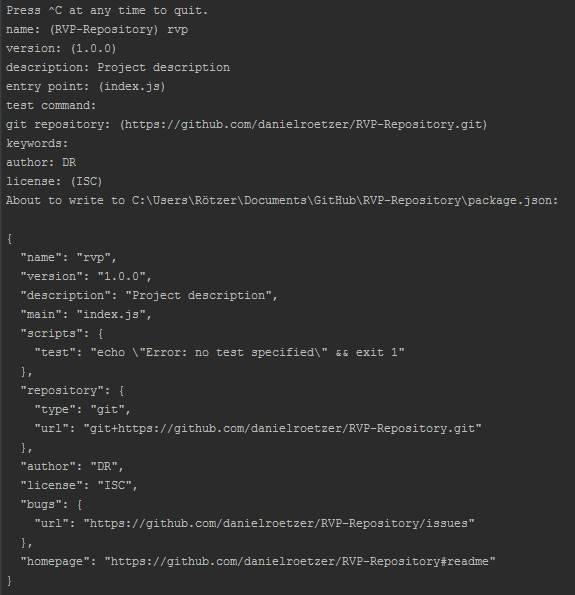 Press ^C at any time to quit.
name: (RVP-Repository) rvp
version: (1.0.0)
description: Project description
entry point: (index.js)
test command:
git repository: (https://github.com/danielroetzer/RVP-Repository.git)
keywords:
author: DR
license: (ISC)
About to write to C:\Users\Rötzer\Documents\GitHub\RVP-Repository\package.json:

{
  "name": "rvp",
  "version": "1.0.0",
  "description": "Project description",
  "main": "index.js",
  "scripts": {
    "test": "echo \"Error: no test specified\" && exit 1"
  },
  "repository": {
    "type": "git",
    "url": "git+https://github.com/danielroetzer/RVP-Repository.git"
  },
  "author": "DR",
  "license": "ISC",
  "bugs": {
    "url": "https://github.com/danielroetzer/RVP-Repository/issues"
  },
  "homepage": "https://github.com/danielroetzer/RVP-Repository#readme"
}